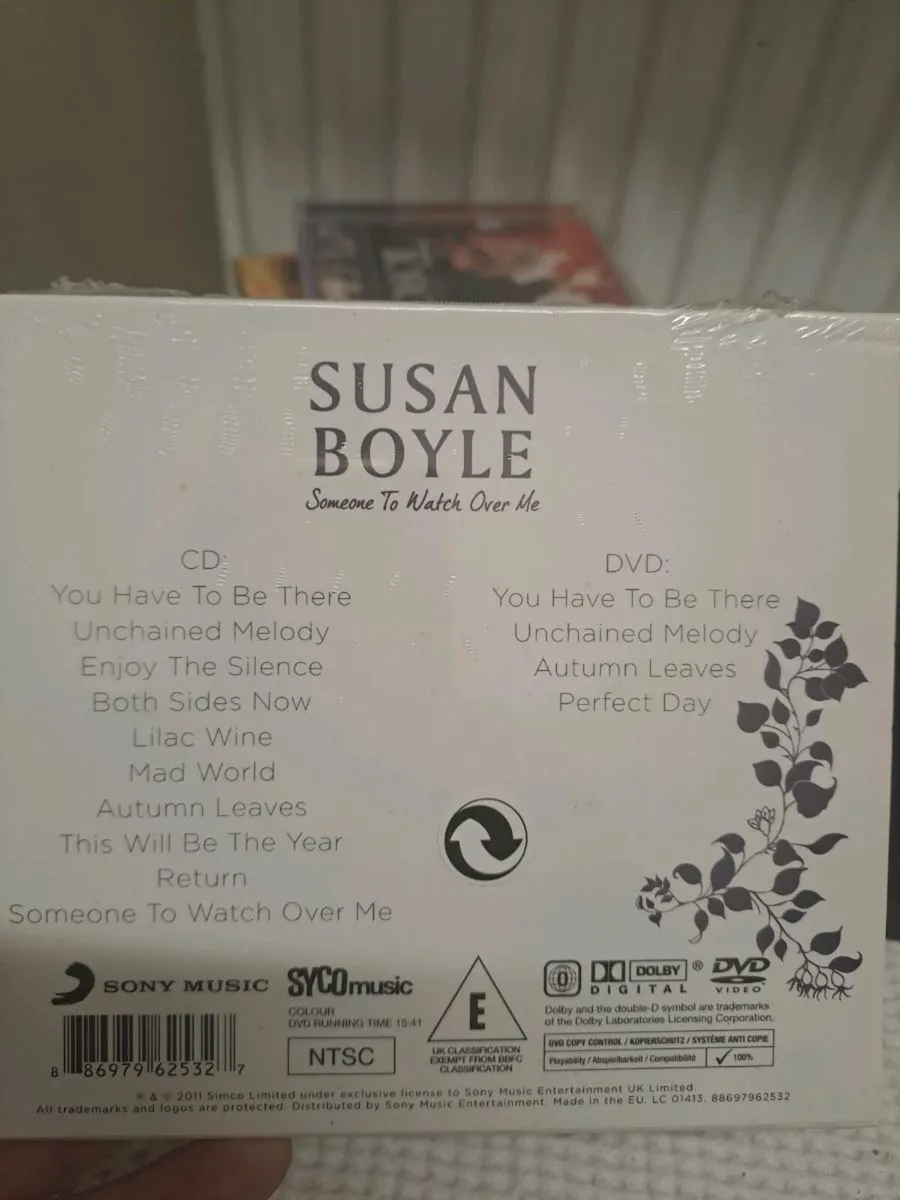 SUSAN
BOYLE
Someone To Watch Over Me
CD:
You Have To Be There
Unchained Melody
Enjoy The Silence
Both Sides Now
Lilac Wine
Mad World
Autumn Leaves
This Will Be The Year
Return
Someone To Watch Over Me
DVD:
You Have To Be There
Unchained Melody
Autumn Leaves
Perfect Day
SONY MUSIC
SYCOmusic
COLOUR
DVD RUNNING TIME 15:41
NTSC
8 86979 62532 7
E
UK CLASSIFICATION
EXEMPT FROM BBFC
CLASSIFICATION
0
DOLBY ®
DIGITAL
DVD
VIDEO
Dolby and the double-D symbol are trademarks
of the Dolby Laboratories Licensing Corporation.
DVD COPY CONTROL / KOPIERSCHUTZ / SYSTÈME ANTI COPIE
Playability / Abspielbarkeit / Compatibilité ✓ 100%
℗ & © 2011 Simco Limited under exclusive license to Sony Music Entertainment UK Limited.
All trademarks and logos are protected. Distributed by Sony Music Entertainment. Made in the EU. LC 01413. 88697962532